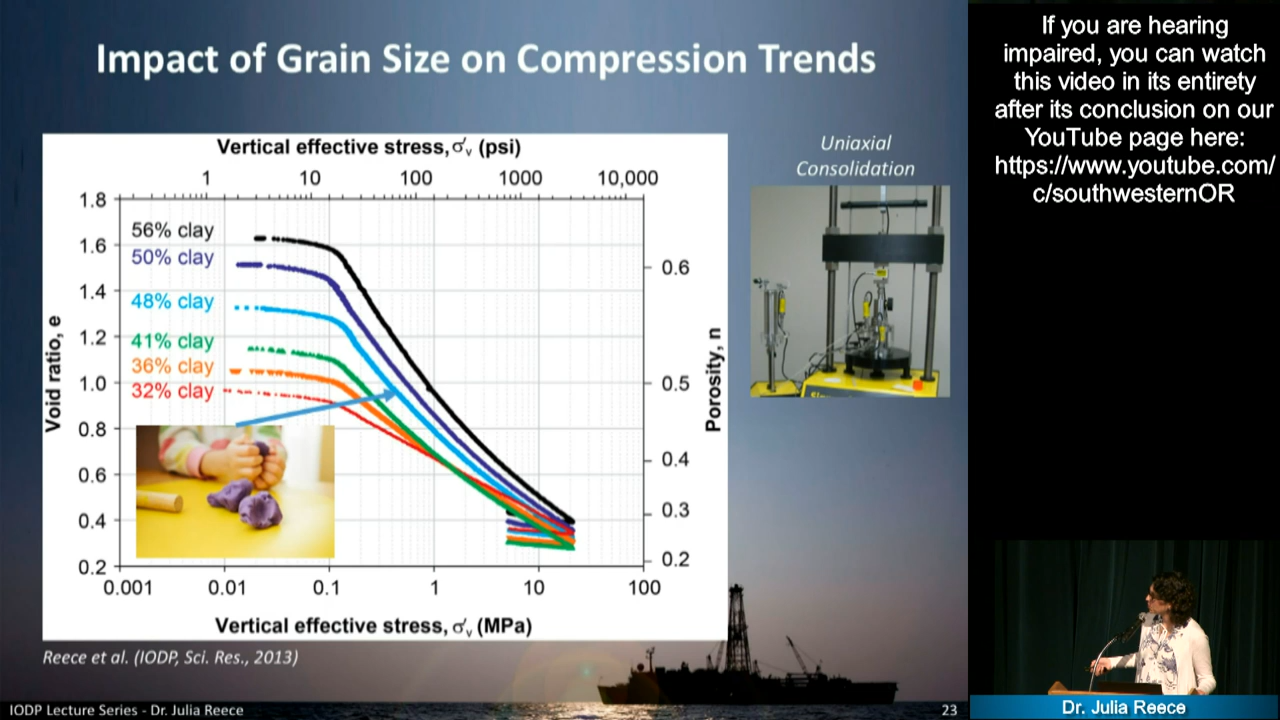 Impact of Grain Size on Compression Trends
Vertical effective stress, σ′v (psi)
1 10 100 1000 10,000
1.8
1.6
1.4
1.2
1.0
0.8
0.6
0.4
0.2
Void ratio, e
56% clay
50% clay
48% clay
41% clay
36% clay
32% clay
0.6
0.5
0.4
0.3
0.2
Porosity, n
0.001 0.01 0.1 1 10 100
Vertical effective stress, σ′v (MPa)
Reece et al. (IODP, Sci. Res., 2013)
Uniaxial
Consolidation
IODP Lecture Series - Dr. Julia Reece
23
If you are hearing
impaired, you can watch
this video in its entirety
after its conclusion on our
YouTube page here:
https://www.youtube.com/
c/southwesternOR
Dr. Julia Reece